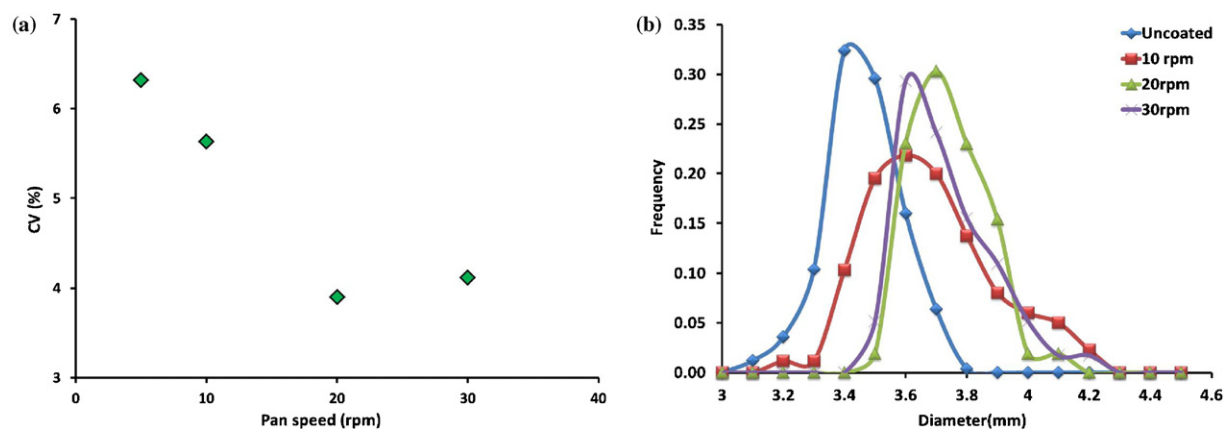 (a)
7
6
5
4
3
CV (%)
0 10 20 30 40
Pan speed (rpm)
(b)
0.35
0.30
0.25
0.20
0.15
0.10
0.05
0.00
Frequency
3 3.2 3.4 3.6 3.8 4 4.2 4.4 4.6
Diameter(mm)
Uncoated
10 rpm
20rpm
30rpm